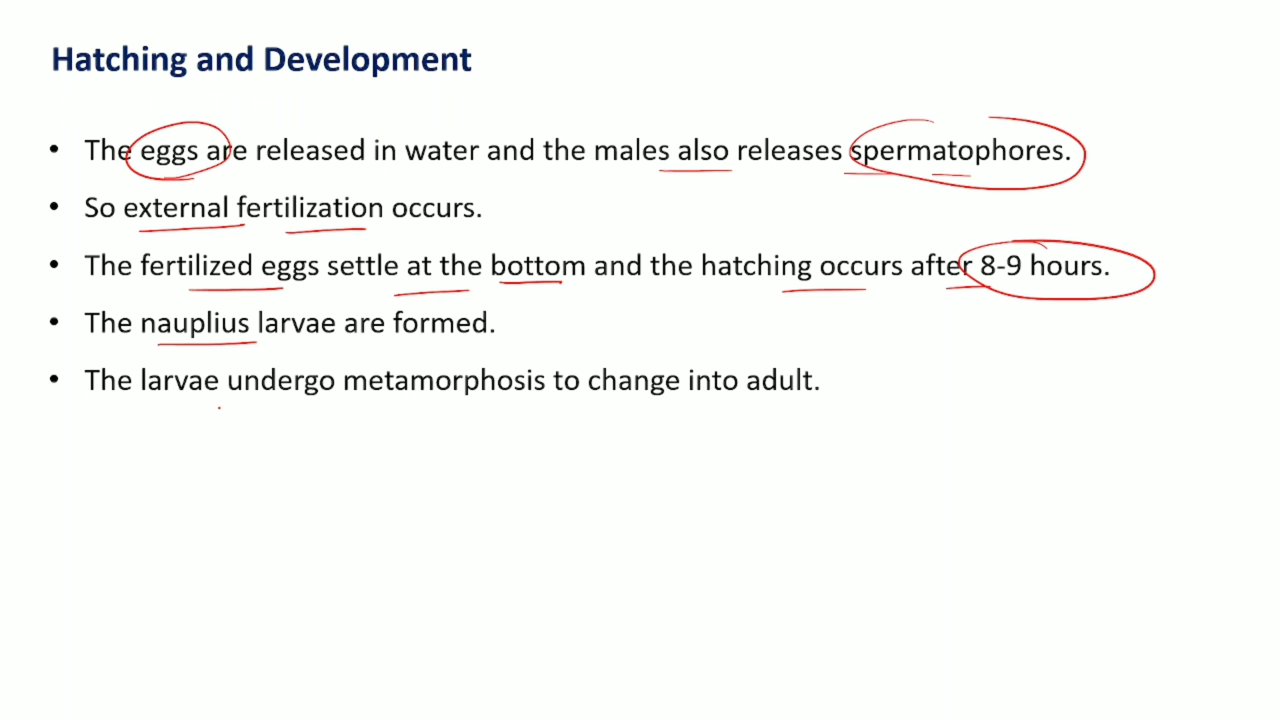 Hatching and Development
• The eggs are released in water and the males also releases spermatophores.
• So external fertilization occurs.
• The fertilized eggs settle at the bottom and the hatching occurs after 8-9 hours.
• The nauplius larvae are formed.
• The larvae undergo metamorphosis to change into adult.